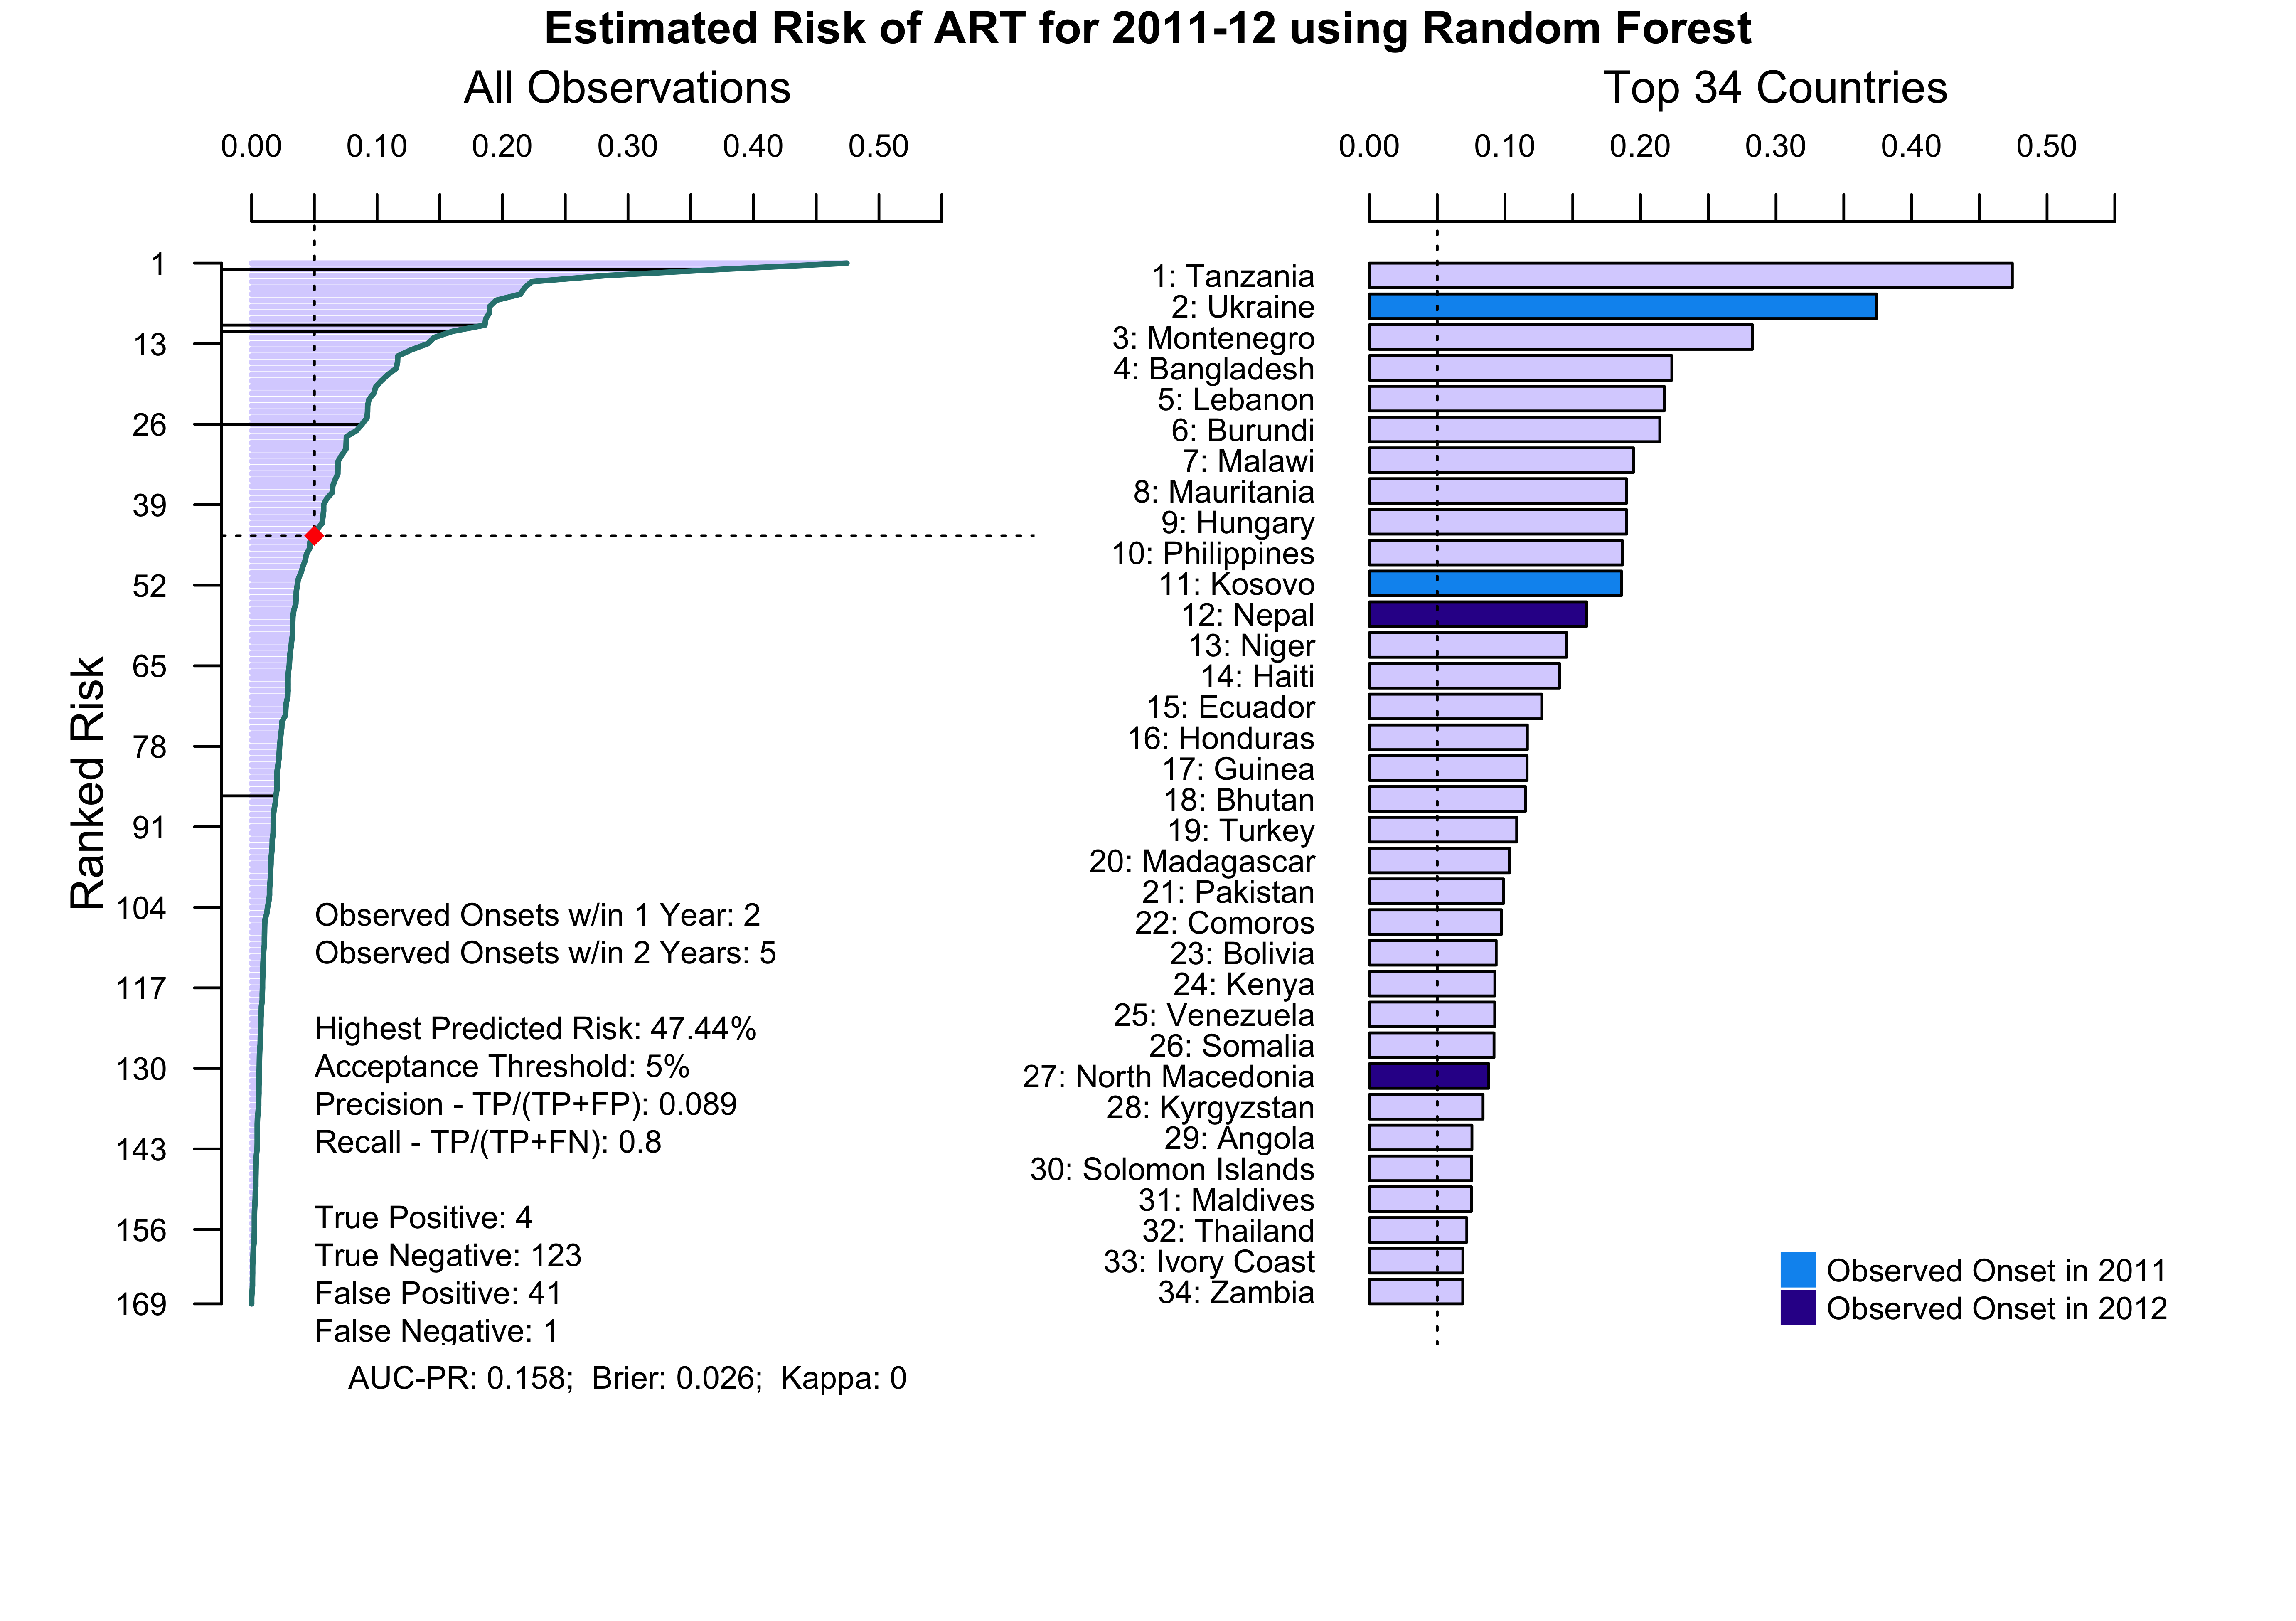 Estimated Risk of ART for 2011-12 using Random Forest
All Observations
0.00 0.10 0.20 0.30 0.40 0.50
Ranked Risk
1
13
26
39
52
65
78
91
104
117
130
143
156
169
Observed Onsets w/in 1 Year: 2
Observed Onsets w/in 2 Years: 5
Highest Predicted Risk: 47.44%
Acceptance Threshold: 5%
Precision - TP/(TP+FP): 0.089
Recall - TP/(TP+FN): 0.8
True Positive: 4
True Negative: 123
False Positive: 41
False Negative: 1
AUC-PR: 0.158; Brier: 0.026; Kappa: 0
Top 34 Countries
0.00 0.10 0.20 0.30 0.40 0.50
1: Tanzania
2: Ukraine
3: Montenegro
4: Bangladesh
5: Lebanon
6: Burundi
7: Malawi
8: Mauritania
9: Hungary
10: Philippines
11: Kosovo
12: Nepal
13: Niger
14: Haiti
15: Ecuador
16: Honduras
17: Guinea
18: Bhutan
19: Turkey
20: Madagascar
21: Pakistan
22: Comoros
23: Bolivia
24: Kenya
25: Venezuela
26: Somalia
27: North Macedonia
28: Kyrgyzstan
29: Angola
30: Solomon Islands
31: Maldives
32: Thailand
33: Ivory Coast
34: Zambia
Observed Onset in 2011
Observed Onset in 2012